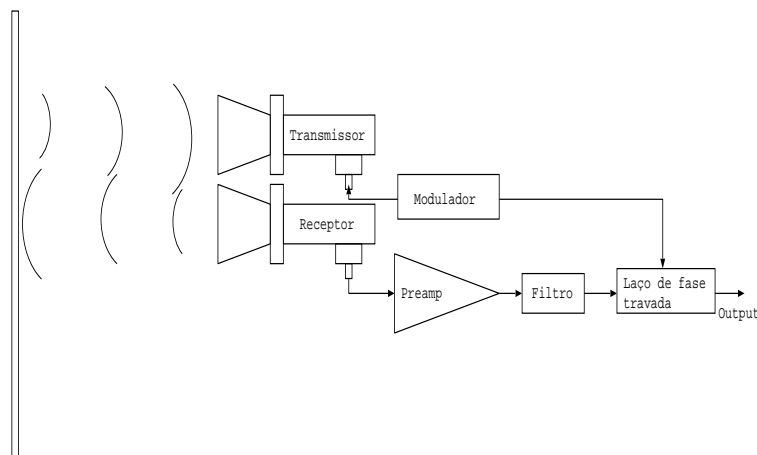 Transmissor
Modulador
Receptor
Preamp
Filtro
Laço de fase
travada
Output